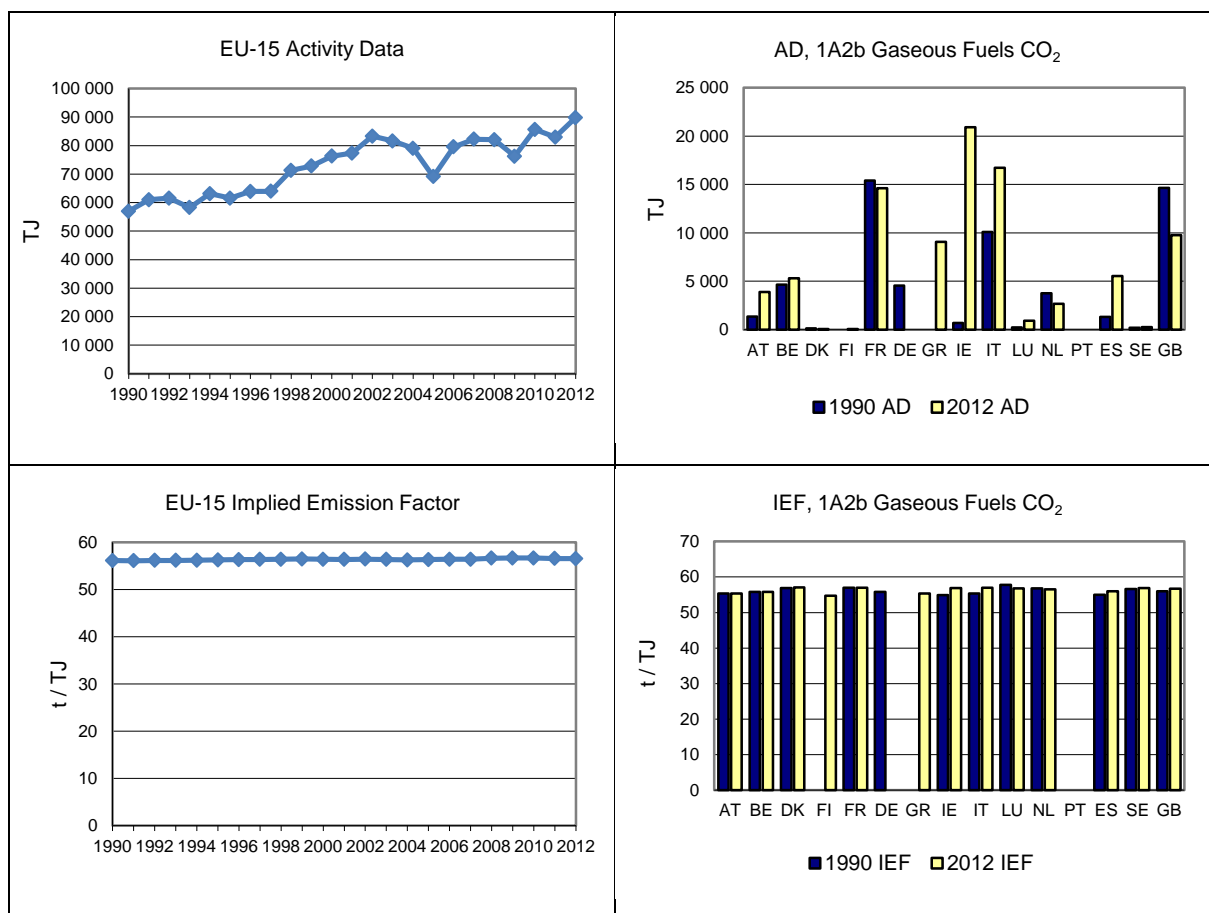 EU-15 Activity Data
100 000
90 000
80 000
70 000
60 000
50 000
40 000
30 000
20 000
10 000
0
TJ
1990 1992 1994 1996 1998 2000 2002 2004 2006 2008 2010 2012
AD, 1A2b Gaseous Fuels CO₂
25 000
20 000
15 000
10 000
5 000
0
TJ
AT BE DK FI FR DE GR IE IT LU NL PT ES SE GB
1990 AD 2012 AD
EU-15 Implied Emission Factor
60
50
40
30
20
10
0
t / TJ
1990 1992 1994 1996 1998 2000 2002 2004 2006 2008 2010 2012
IEF, 1A2b Gaseous Fuels CO₂
70
60
50
40
30
20
10
0
t / TJ
AT BE DK FI FR DE GR IE IT LU NL PT ES SE GB
1990 IEF 2012 IEF